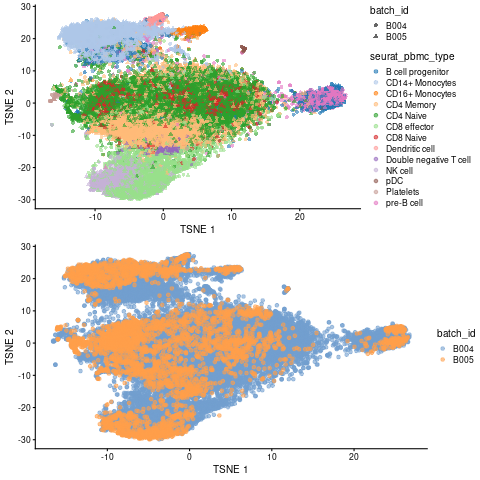 batch_id
B004
B005
seurat_pbmc_type
B cell progenitor
CD14+ Monocytes
CD16+ Monocytes
CD4 Memory
CD4 Naive
CD8 effector
CD8 Naive
Dendritic cell
Double negative T cell
NK cell
pDC
Platelets
pre-B cell
TSNE 2
30
20
10
0
-10
-20
-30
-10
0
10
20
TSNE 1
TSNE 2
30
20
10
0
-10
-20
-30
-10
0
10
20
TSNE 1
batch_id
B004
B005